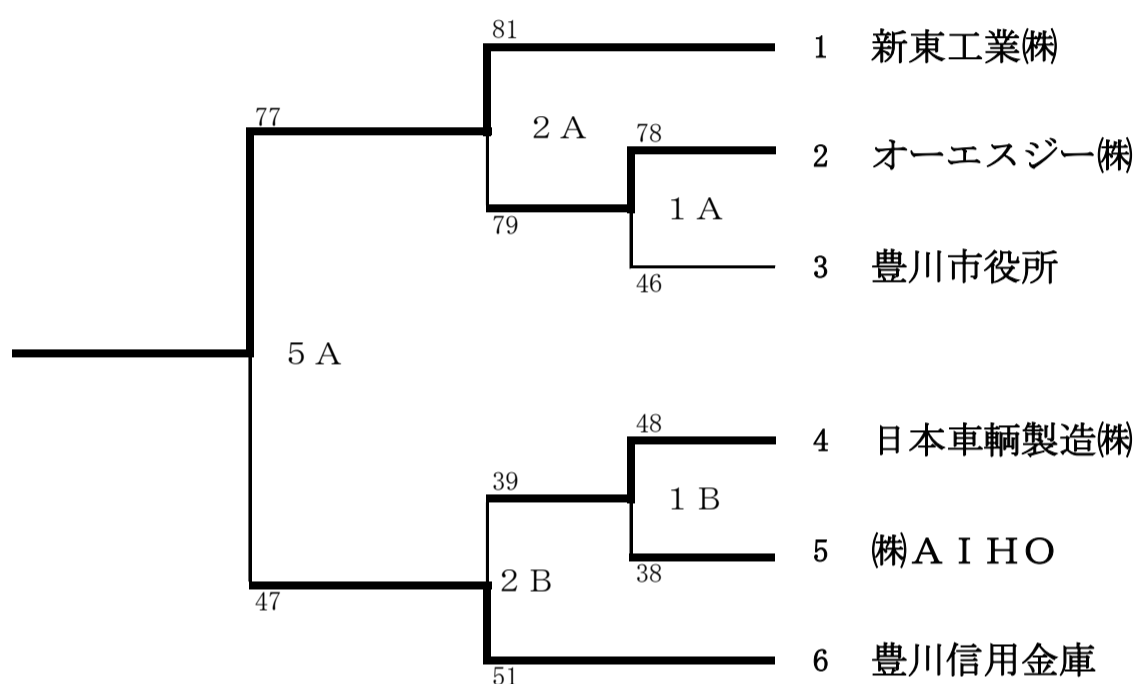 81
1 新東工業㈱
77
2A
78
2 オーエスジー㈱
79
1A
46
3 豊川市役所
5A
48
4 日本車輌製造㈱
39
1B
38
5 ㈱AIHO
47
2B
51
6 豊川信用金庫